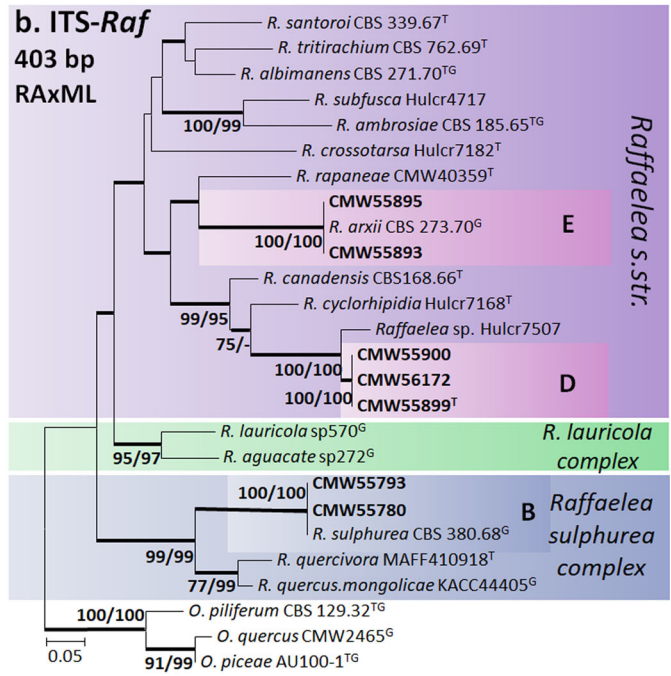 b. ITS-Raf
403 bp
RAxML
R. santoroi CBS 339.67T
R. tritirachium CBS 762.69T
R. albimanens CBS 271.70TG
R. subfusca Hulcr4717
100/99
R. ambrosiae CBS 185.65TG
R. crossotarsa Hulcr7182T
R. rapaneae CMW40359T
CMW55895
R. arxii CBS 273.70G
E
100/100
CMW55893
R. canadensis CBS168.66T
99/95
R. cyclorhipidia Hulcr7168T
75/-
Raffaelea sp. Hulcr7507
100/100
CMW55900
CMW56172
D
100/100
CMW55899T
Raffaelea s.str.
R. lauricola sp570G
95/97
R. aguacate sp272G
R. lauricola
complex
100/100
CMW55793
CMW55780
B
R. sulphurea CBS 380.68G
99/99
R. quercivora MAFF410918T
77/99
R. quercus.mongolicae KACC44405G
Raffaelea
sulphurea
complex
100/100
O. piliferum CBS 129.32TG
O. quercus CMW2465G
91/99
O. piceae AU100-1TG
0.05